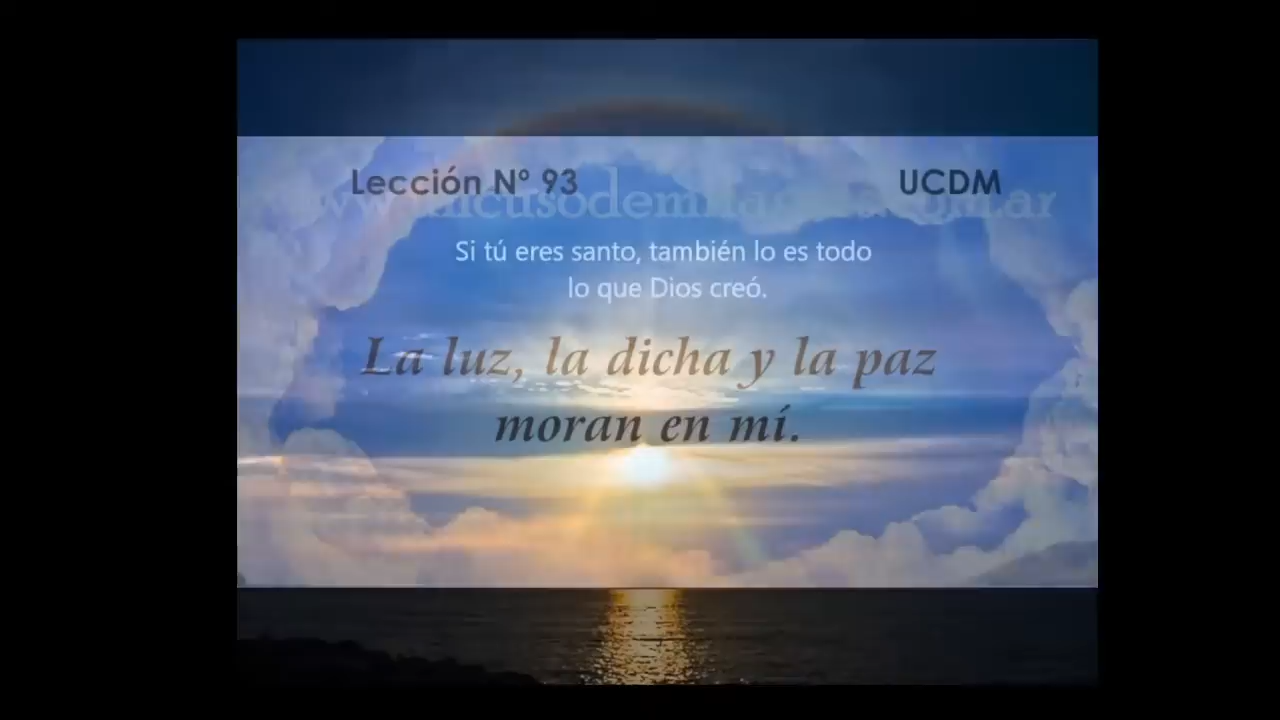 Lección Nº 93 UCDM
Si tú eres santo, también lo es todo
lo que Dios creó.
La luz, la dicha y la paz
moran en mí.